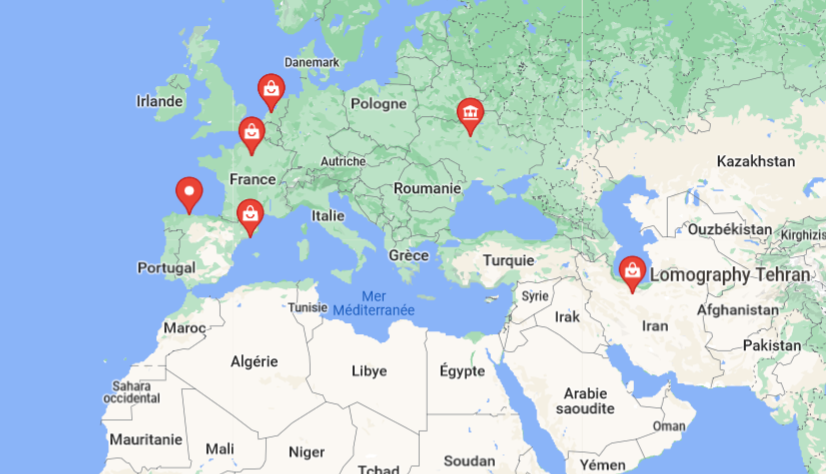 Danemark
Irlande
Pologne
Kazakhstan
Autriche
France
Roumanie
Italie
Ouzbékistan
Kirghizis
Grèce
Turquie
Portugal
Lomography Tehran
Syrie
Mer
Méditerranée
Tunisie
Afghanistan
Irak
Iran
Maroc
Pakistan
Algérie
Libye
Égypte
Sahara
occidental
Arabie
saoudite
Oman
Mauritanie
Mali
Niger
Soudan
Yémen
Tchad